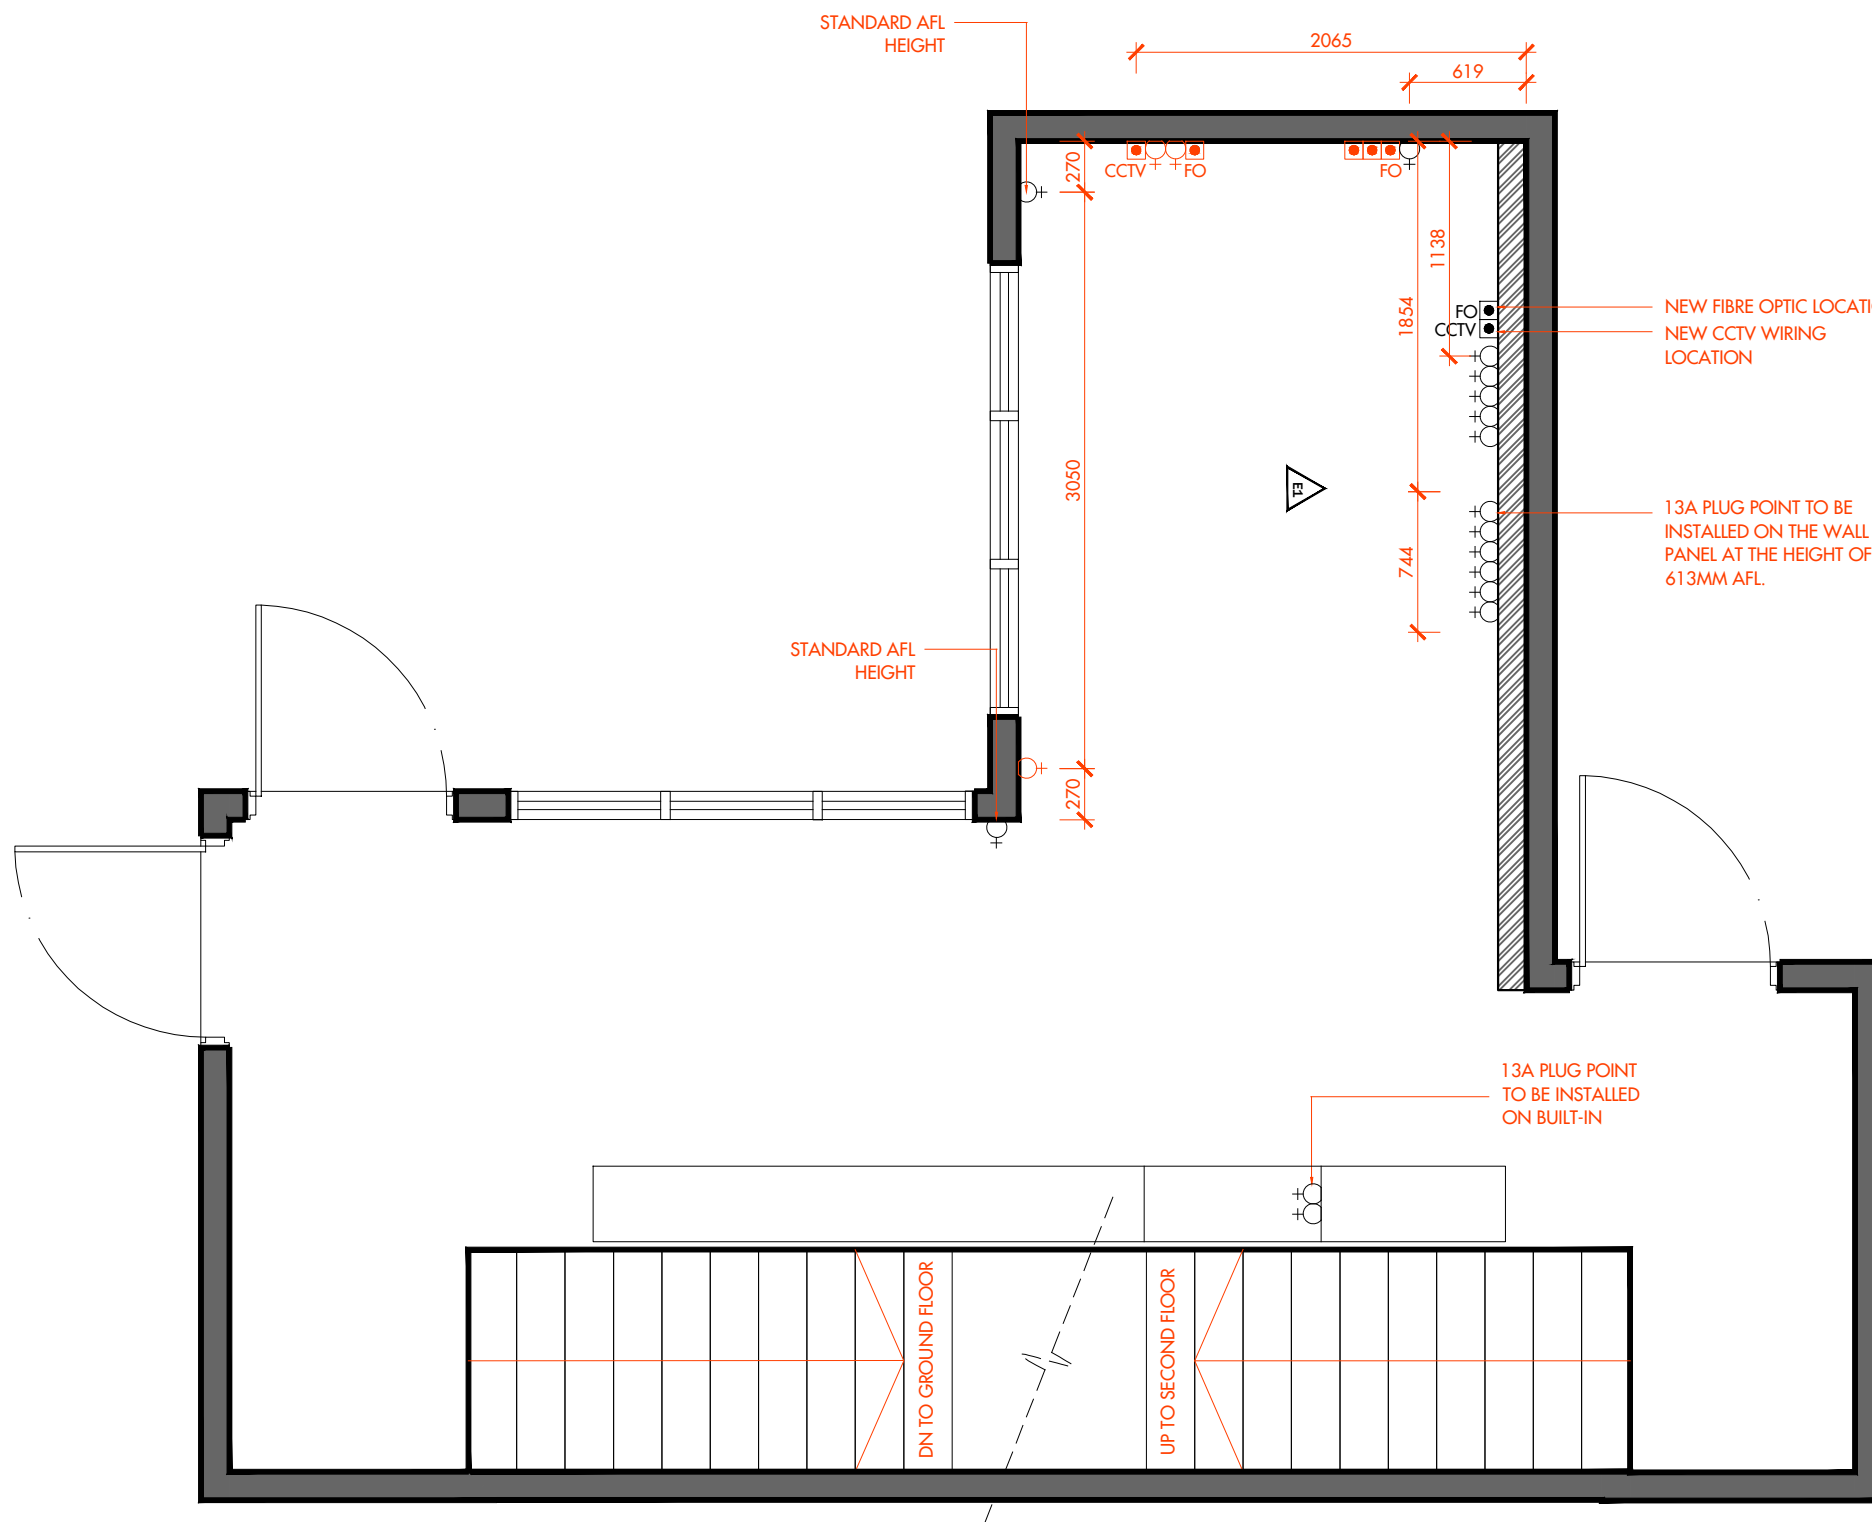 STANDARD AFL
HEIGHT
2065
619
270
CCTV
FO
FO
1138
1854
FO
CCTV
NEW FIBRE OPTIC LOCATI
NEW CCTV WIRING
LOCATION
3050
E1
13A PLUG POINT TO BE
INSTALLED ON THE WALL
PANEL AT THE HEIGHT OF
613MM AFL.
744
STANDARD AFL
HEIGHT
270
13A PLUG POINT
TO BE INSTALLED
ON BUILT-IN
DN TO GROUND FLOOR
UP TO SECOND FLOOR